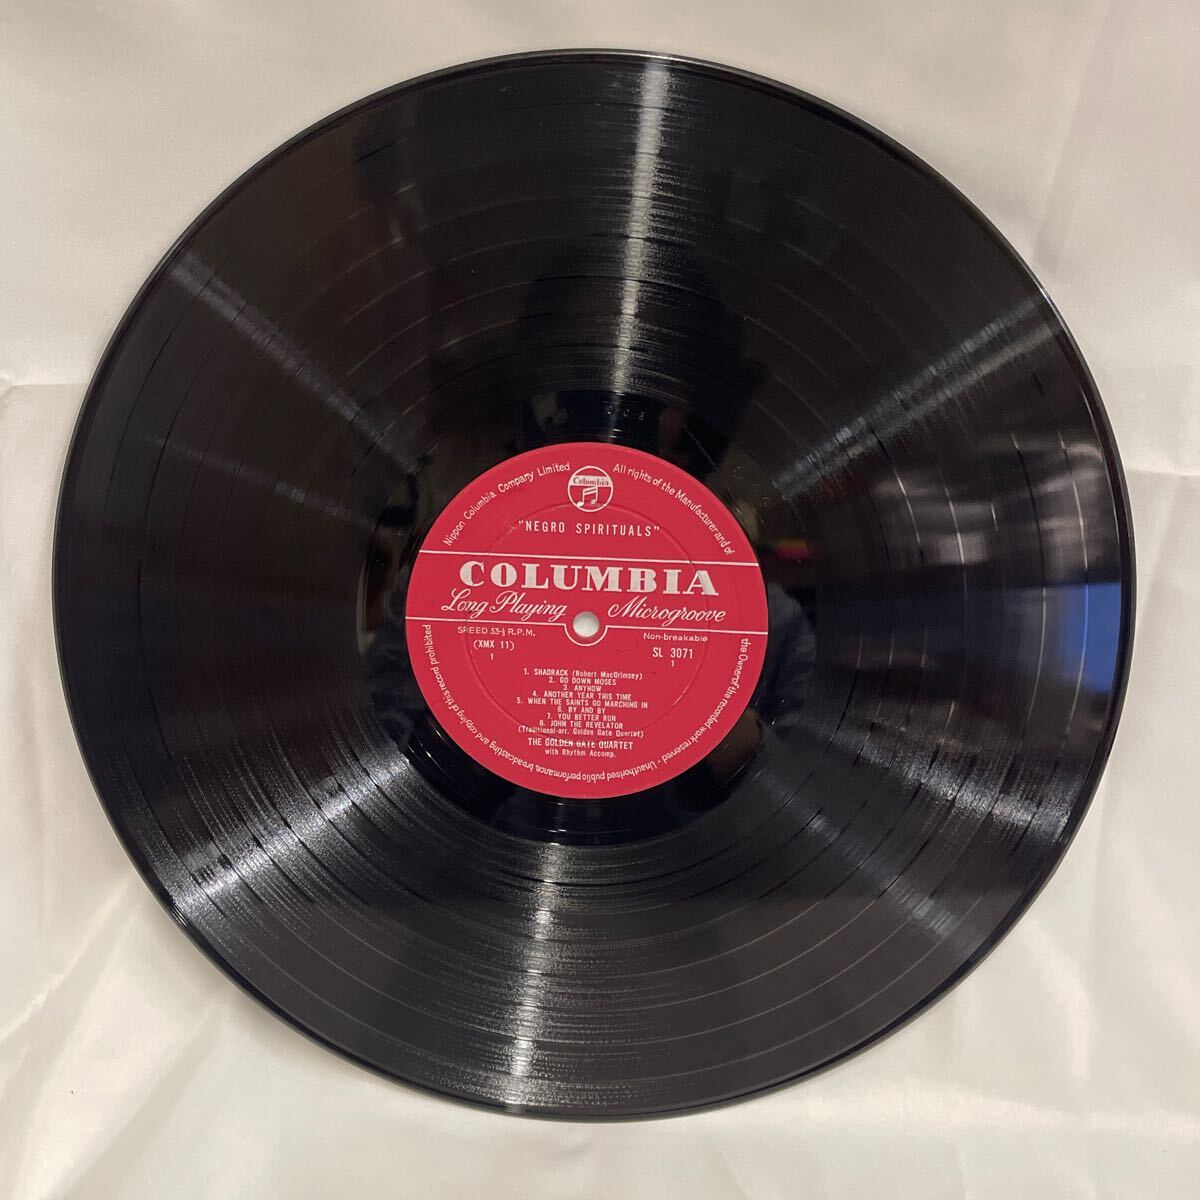 Nippon Columbia Company Limited
Columbia
All rights of the Manufacturer and of
the Owner of the recorded work reserved - Unauthorised public performance, broadcasting and copying of this record prohibited
"NEGRO SPIRITUALS"
COLUMBIA
Long Playing Microgroove
SPEED 33⅓ R.P.M. Non-breakable
(XMX 11) SL 3071
1 1
1. SHADRACK (Robert MacGrimsey)
2. GO DOWN MOSES
3. ANYHOW
4. ANOTHER YEAR THIS TIME
5. WHEN THE SAINTS GO MARCHING IN
6. BY AND BY
7. YOU BETTER RUN
8. JOHN THE REVELATOR
(Traditional-arr. Golden Gate Quartet)
THE GOLDEN GATE QUARTET
with Rhythm Accomp.